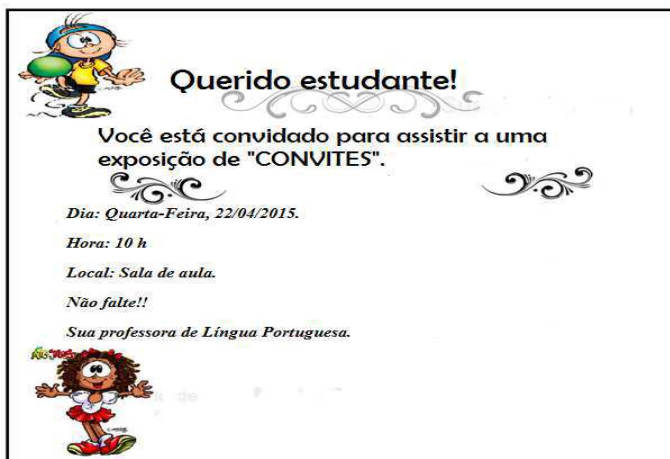 Querido estudante!
Você está convidado para assistir a uma
exposição de "CONVITES".
Dia: Quarta-Feira, 22/04/2015.
Hora: 10 h
Local: Sala de aula.
Não falte!!
Sua professora de Língua Portuguesa.